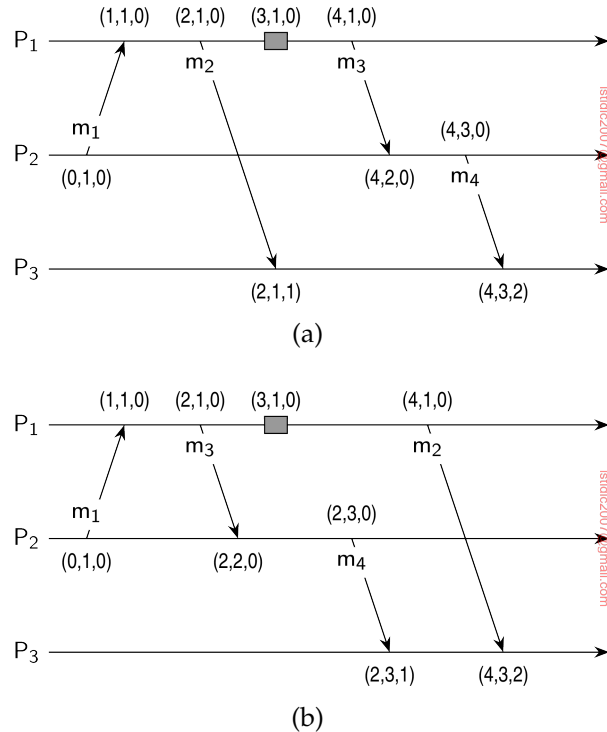 (1,1,0) (2,1,0) (3,1,0) (4,1,0)
P1
m2 m3
m1 (4,3,0)
P2
(0,1,0) (4,2,0) m4
P3
(2,1,1) (4,3,2)
(a)
(1,1,0) (2,1,0) (3,1,0) (4,1,0)
P1
m3 m2
m1 (2,3,0)
P2
(0,1,0) (2,2,0) m4
P3
(2,3,1) (4,3,2)
(b)